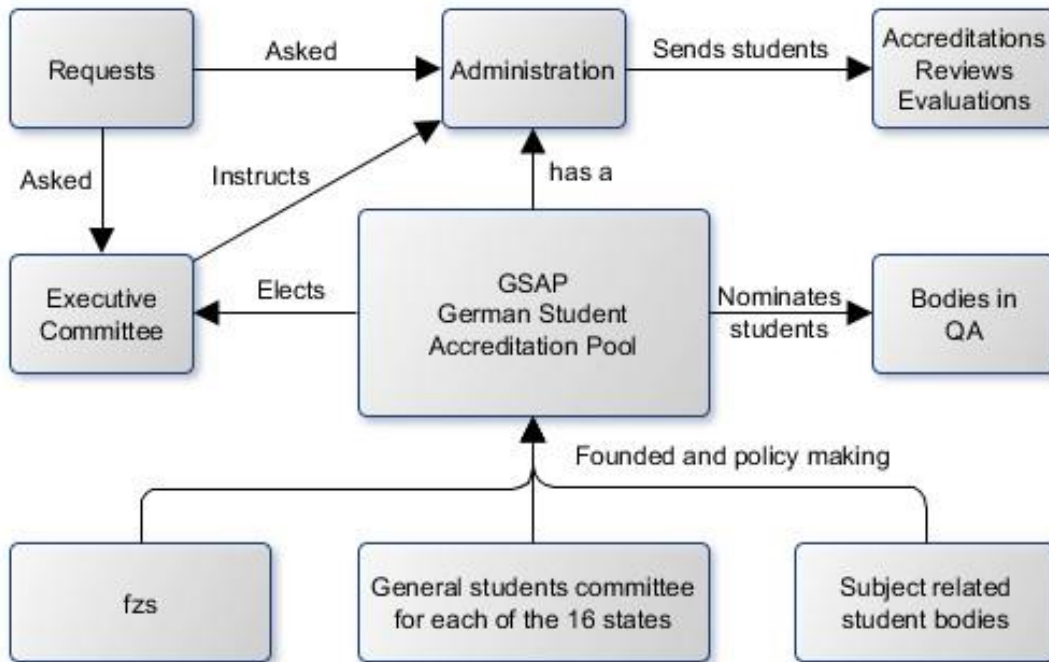 Requests
Asked
Administration
Sends students
Accreditations
Reviews
Evaluations
Asked
Instructs
has a
Executive
Committee
Elects
GSAP
German Student
Accreditation Pool
Nominates
students
Bodies in
QA
Founded and policy making
fzs
General students committee
for each of the 16 states
Subject related
student bodies